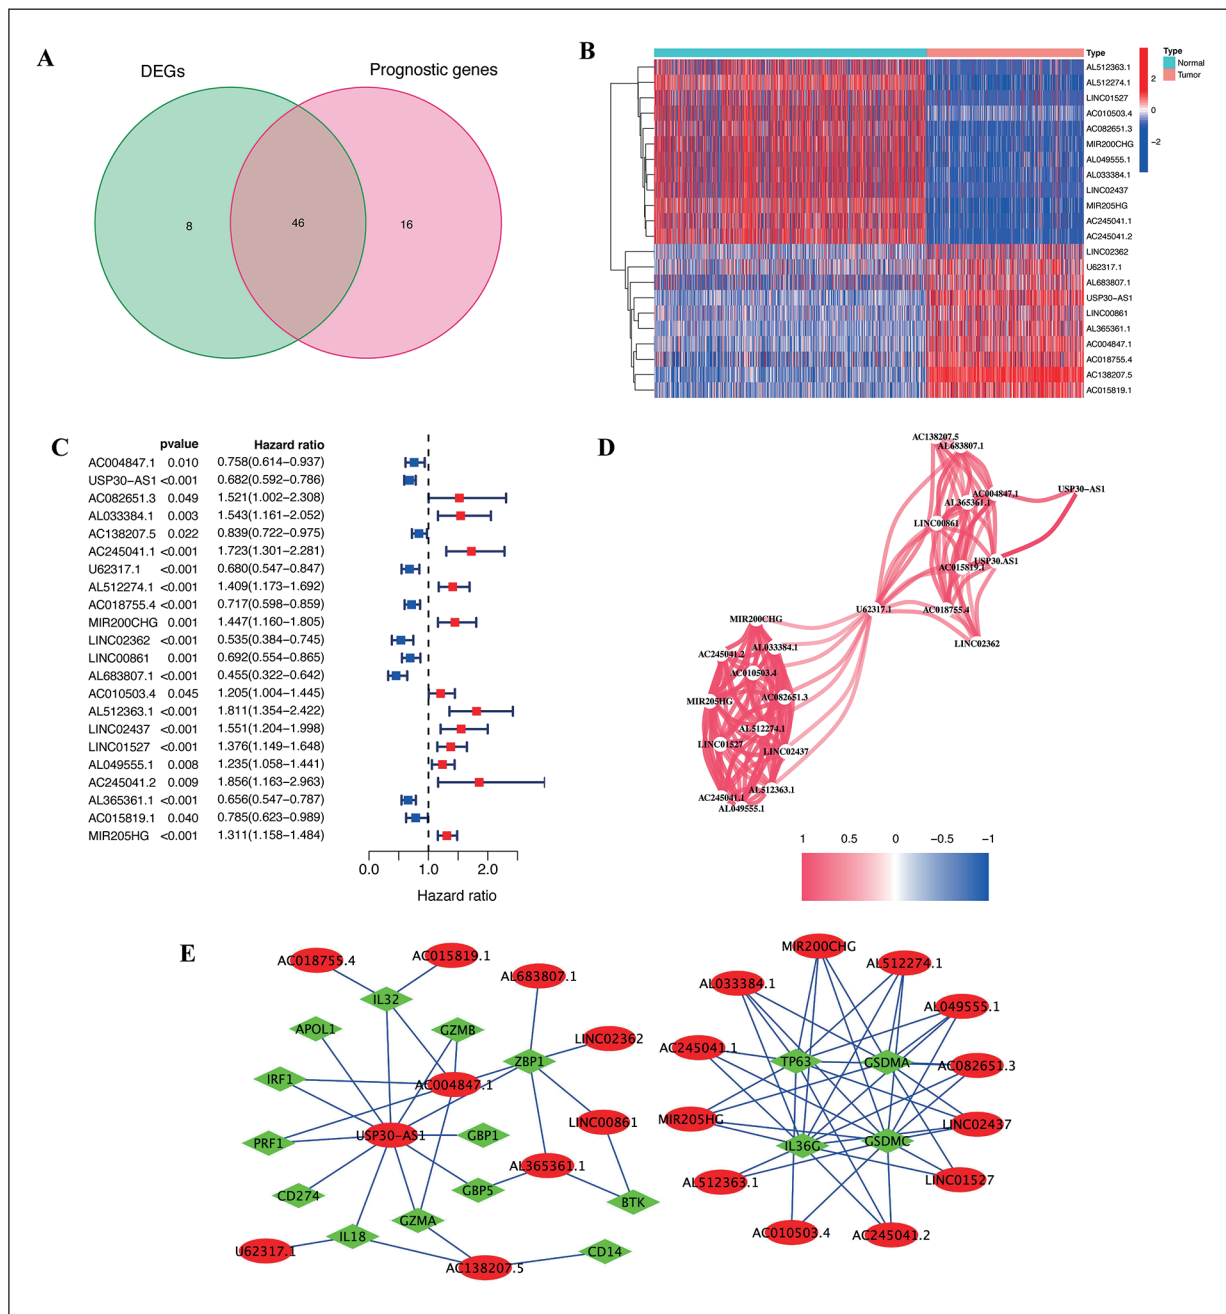 A
DEGs
Prognostic genes
8
46
16
B
Type
Normal
Tumor
Type
2
0
−2
AL512363.1
AL512274.1
LINC01527
AC010503.4
AC082651.3
MIR200CHG
AL049555.1
AL033384.1
LINC02437
MIR205HG
AC245041.1
AC245041.2
LINC02362
U62317.1
AL683807.1
USP30-AS1
LINC00861
AL365361.1
AC004847.1
AC018755.4
AC138207.5
AC015819.1
C
pvalue Hazard ratio
AC004847.1 0.010 0.758(0.614−0.937)
USP30−AS1 <0.001 0.682(0.592−0.786)
AC082651.3 0.049 1.521(1.002−2.308)
AL033384.1 0.003 1.543(1.161−2.052)
AC138207.5 0.022 0.839(0.722−0.975)
AC245041.1 <0.001 1.723(1.301−2.281)
U62317.1 <0.001 0.680(0.547−0.847)
AL512274.1 <0.001 1.409(1.173−1.692)
AC018755.4 <0.001 0.717(0.598−0.859)
MIR200CHG 0.001 1.447(1.160−1.805)
LINC02362 <0.001 0.535(0.384−0.745)
LINC00861 0.001 0.692(0.554−0.865)
AL683807.1 <0.001 0.455(0.322−0.642)
AC010503.4 0.045 1.205(1.004−1.445)
AL512363.1 <0.001 1.811(1.354−2.422)
LINC02437 <0.001 1.551(1.204−1.998)
LINC01527 <0.001 1.376(1.149−1.648)
AL049555.1 0.008 1.235(1.058−1.441)
AC245041.2 0.009 1.856(1.163−2.963)
AL365361.1 <0.001 0.656(0.547−0.787)
AC015819.1 0.040 0.785(0.623−0.989)
MIR205HG <0.001 1.311(1.158−1.484)
0.0 1.0 2.0
Hazard ratio
D
AC138207.5
AL683807.1
AC004847.1
USP30-AS1
AL365361.1
LINC00861
USP30.AS1
AC015819.1
U62317.1
AC018755.4
LINC02362
MIR200CHG
AC245041.2
AL033384.1
AC010503.4
MIR205HG
AC082651.3
AL512274.1
LINC01527
LINC02437
AL512363.1
AC245041.1
AL049555.1
1 0.5 0 −0.5 −1
E
AC018755.4
AC015819.1
AL683807.1
IL32
APOL1
GZMB
LINC02362
ZBP1
IRF1
AC004847.1
LINC00861
USP30-AS1
GBP1
PRF1
AL365361.1
CD274
GBP5
BTK
GZMA
IL18
U62317.1
CD14
AC138207.5
MIR200CHG
AL512274.1
AL033384.1
AL049555.1
AC245041.1
TP63
GSDMA
AC082651.3
MIR205HG
LINC02437
IL36G
GSDMC
AL512363.1
LINC01527
AC010503.4
AC245041.2